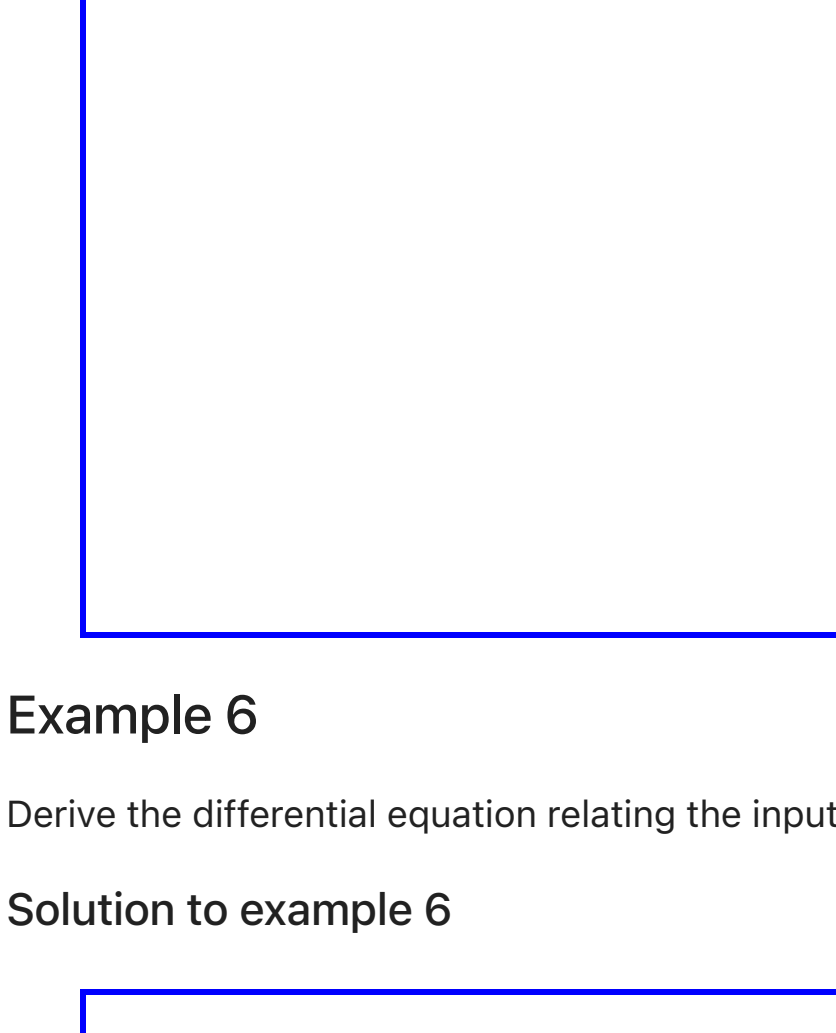 Example 6
Derive the differential equation relating the input
Solution to example 6